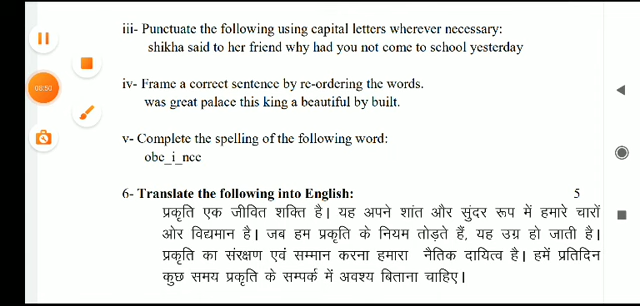 iii- Punctuate the following using capital letters wherever necessary:
shikha said to her friend why had you not come to school yesterday
iv- Frame a correct sentence by re-ordering the words.
was great palace this king a beautiful by built.
v- Complete the spelling of the following word:
obe_i_nce
6- Translate the following into English: 5
प्रकृति एक जीवित शक्ति है। यह अपने शांत और सुंदर रूप में हमारे चारों
ओर विद्यमान है। जब हम प्रकृति के नियम तोड़ते हैं, यह उग्र हो जाती है।
प्रकृति का संरक्षण एवं सम्मान करना हमारा नैतिक दायित्व है। हमें प्रतिदिन
कुछ समय प्रकृति के सम्पर्क में अवश्य बिताना चाहिए।
08:50